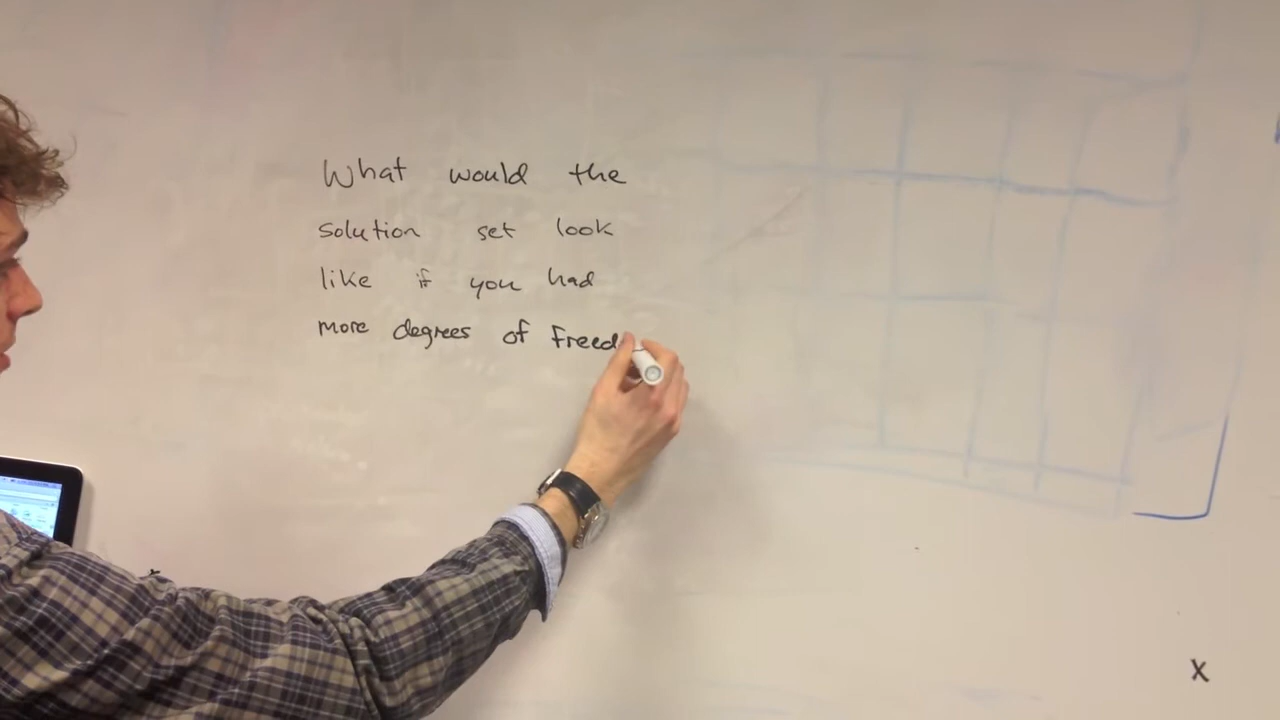 What would the
solution set look
like if you had
more degrees of freed
x